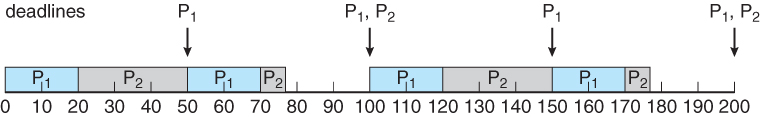 deadlines P₁ P₁, P₂ P₁ P₁, P₂
P₁ P₂ P₁ P₂ P₁ P₂ P₁ P₂
0 10 20 30 40 50 60 70 80 90 100 110 120 130 140 150 160 170 180 190 200